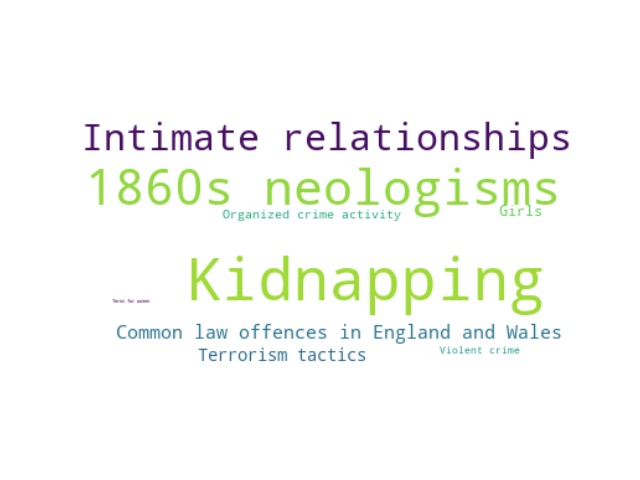 Intimate relationships
1860s neologisms
Organized crime activity
Girls
Kidnapping
Terms for women
Common law offences in England and Wales
Terrorism tactics
Violent crime